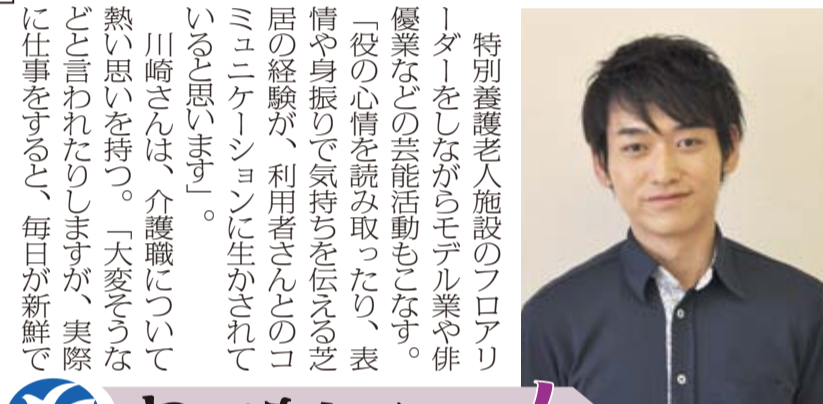 特別養護老人施設のフロアリ
ーダーをしながらモデル業や俳
優業などの芸能活動もこなす。
「役の心情を読み取ったり、表
情や身振りで気持ちを伝える芝
居の経験が、利用者さんとのコ
ミュニケーションに生かされて
いると思います」。
　川崎さんは、介護職について
熱い思いを持つ。「大変そうな
どと言われたりしますが、実際
に仕事をすると、毎日が新鮮で